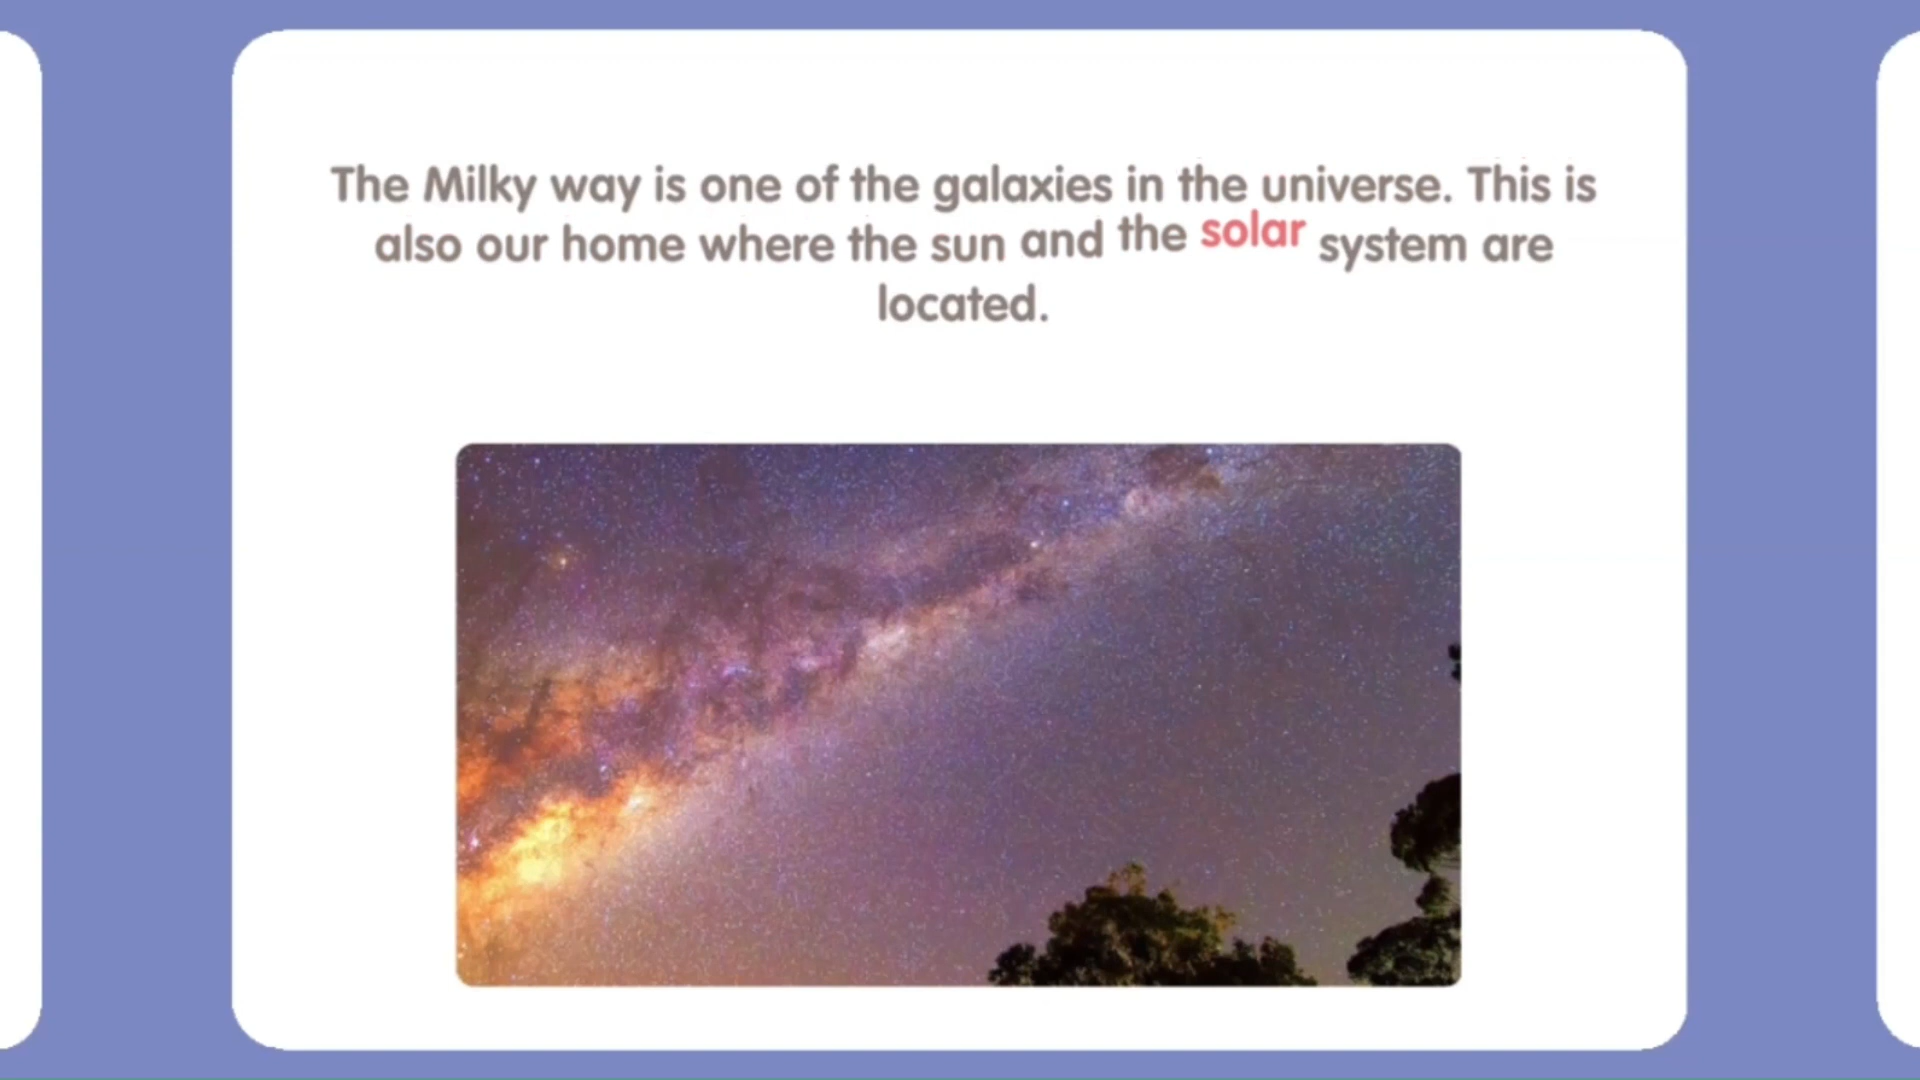 The Milky way is one of the galaxies in the universe. This is
also our home where the sun and the solar system are
located.